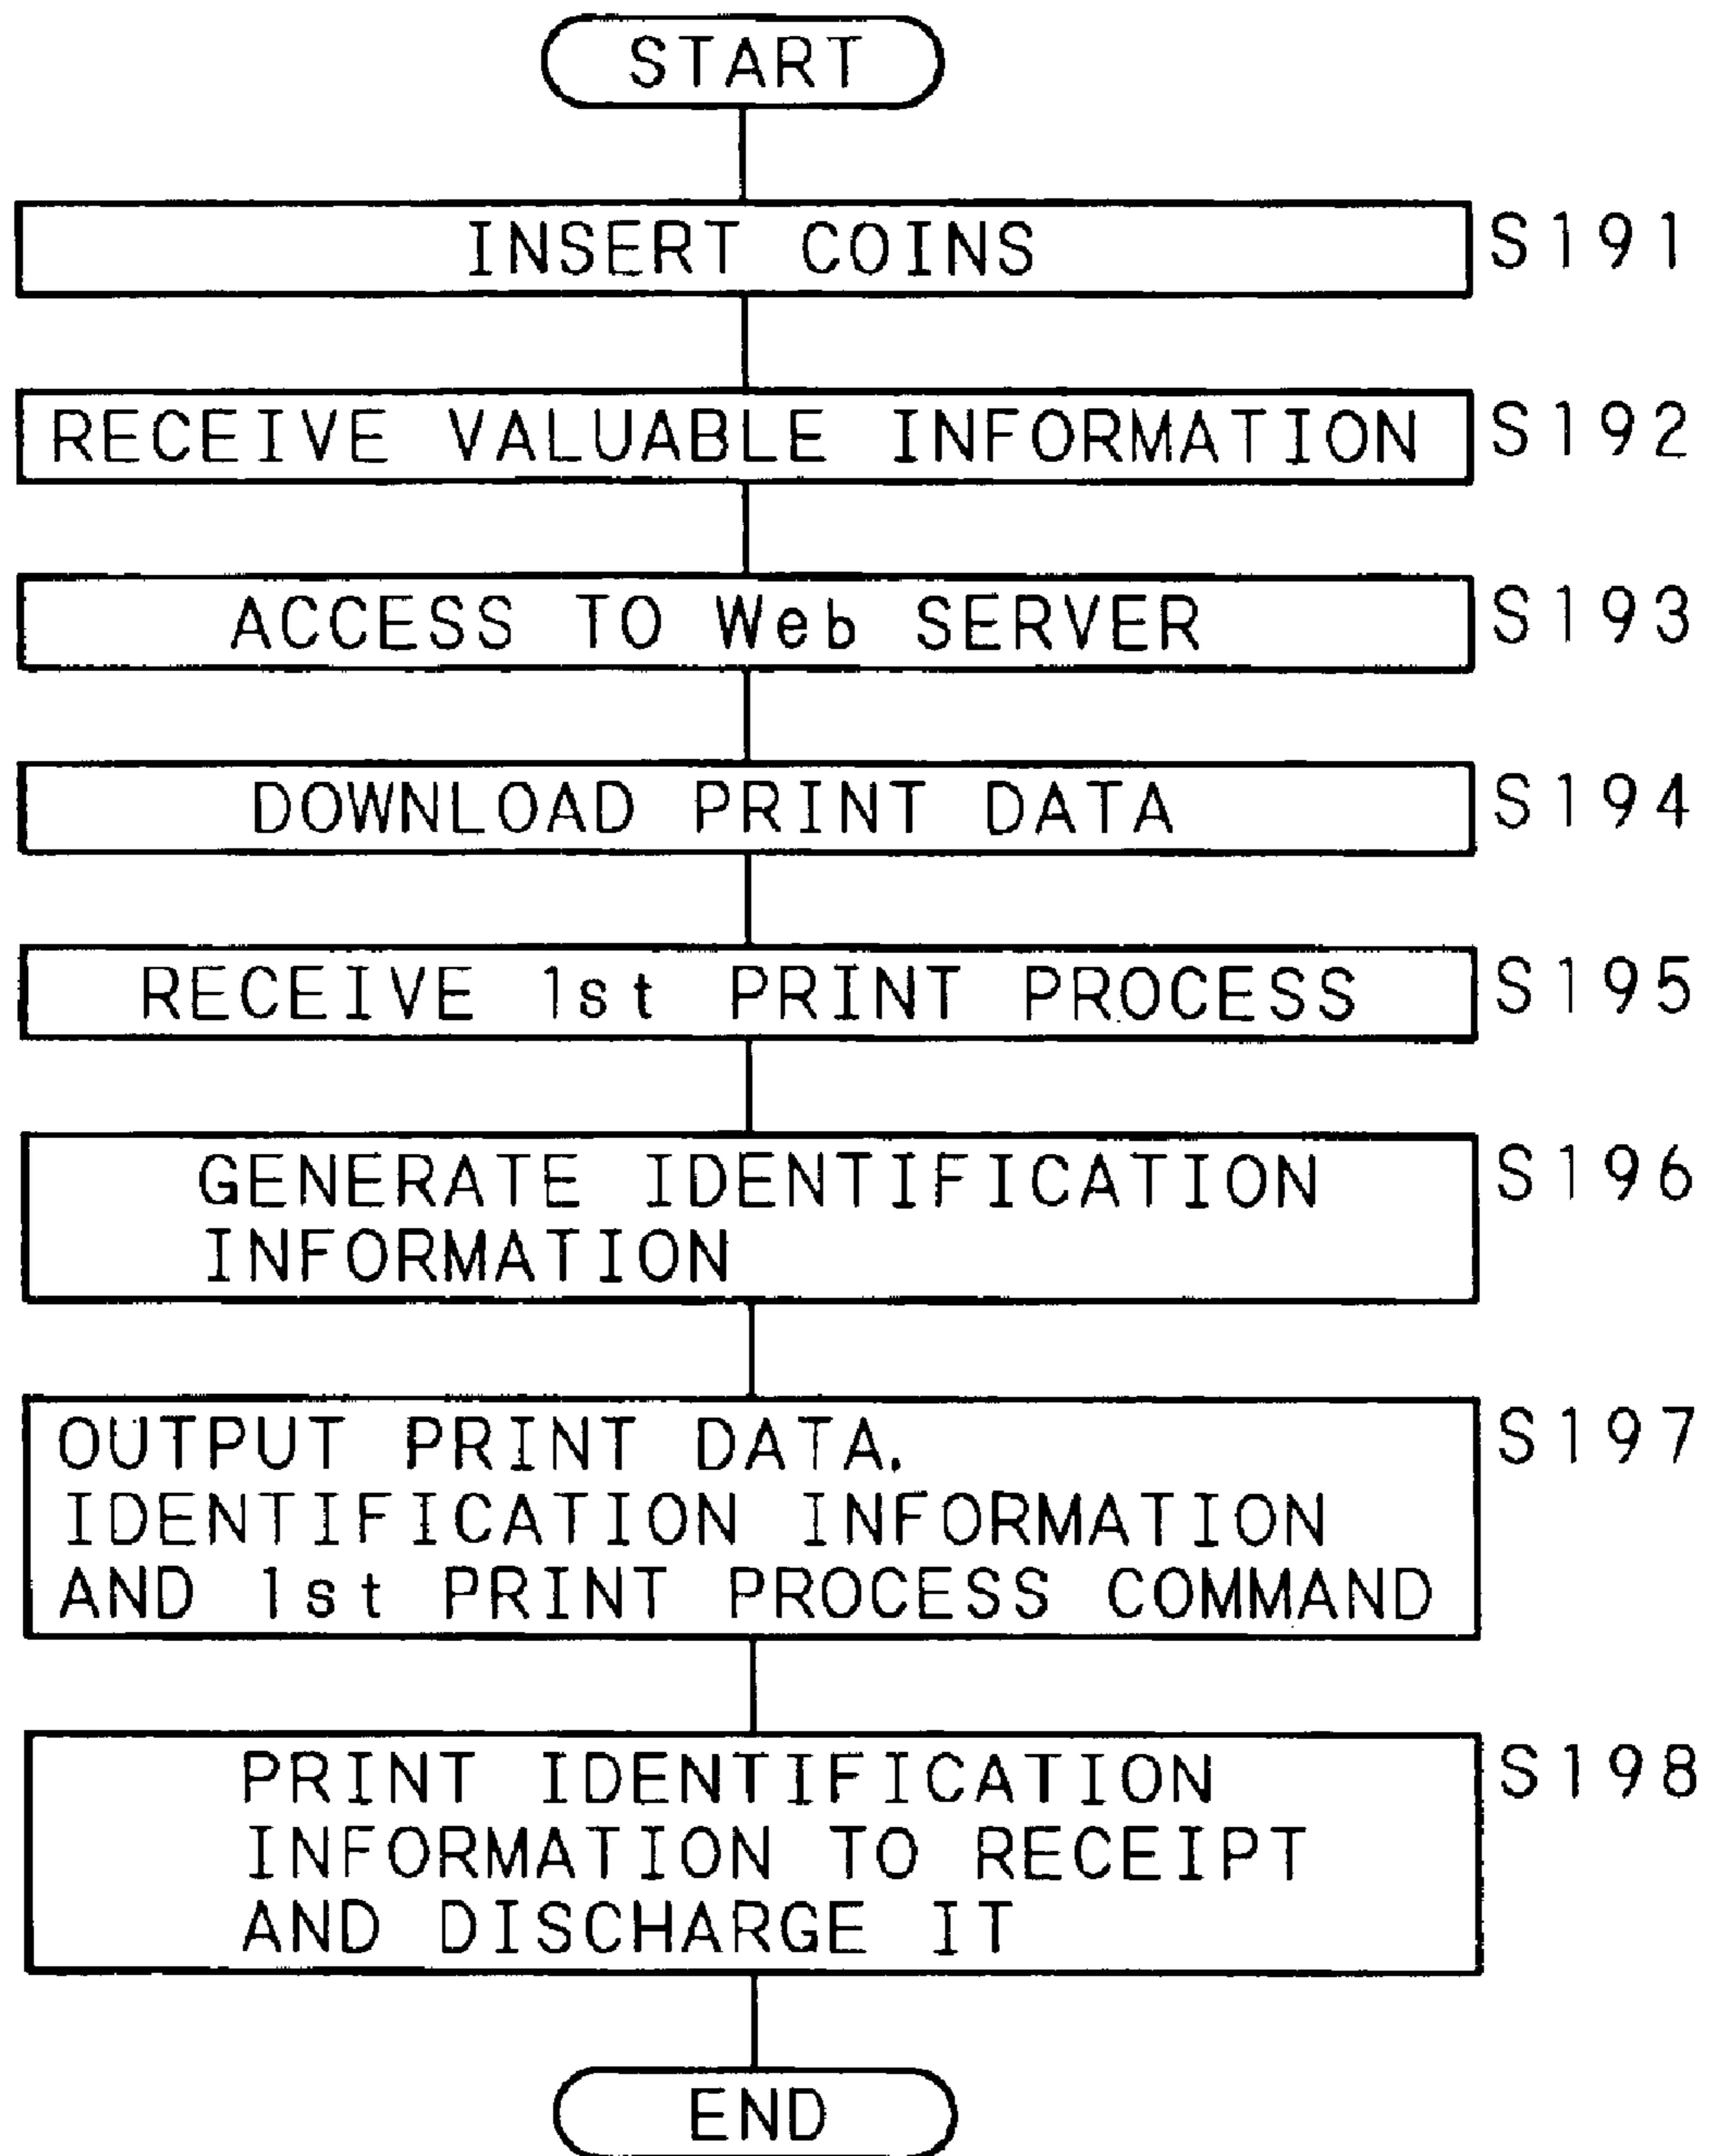 START
INSERT COINS S191
RECEIVE VALUABLE INFORMATION S192
ACCESS TO Web SERVER S193
DOWNLOAD PRINT DATA S194
RECEIVE 1st PRINT PROCESS S195
GENERATE IDENTIFICATION S196
INFORMATION
OUTPUT PRINT DATA. S197
IDENTIFICATION INFORMATION
AND 1st PRINT PROCESS COMMAND
PRINT IDENTIFICATION S198
INFORMATION TO RECEIPT
AND DISCHARGE IT
END